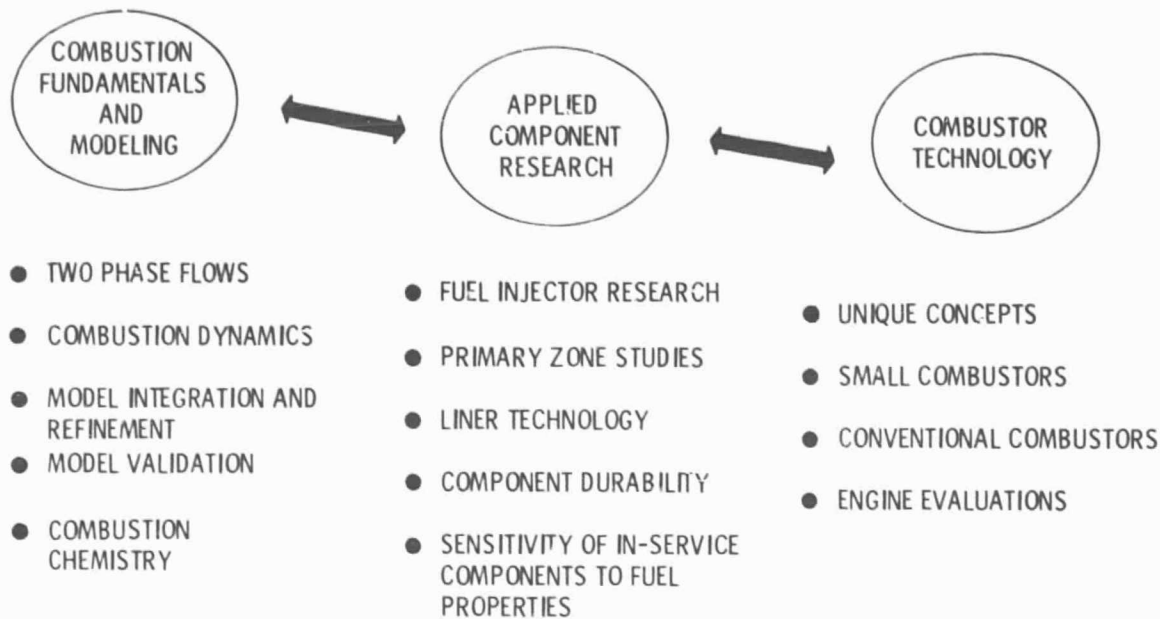 COMBUSTION
FUNDAMENTALS
AND
MODELING
APPLIED
COMPONENT
RESEARCH
COMBUSTOR
TECHNOLOGY
● TWO PHASE FLOWS
● COMBUSTION DYNAMICS
● MODEL INTEGRATION AND
REFINEMENT
● MODEL VALIDATION
● COMBUSTION
CHEMISTRY
● FUEL INJECTOR RESEARCH
● PRIMARY ZONE STUDIES
● LINER TECHNOLOGY
● COMPONENT DURABILITY
● SENSITIVITY OF IN-SERVICE
COMPONENTS TO FUEL
PROPERTIES
● UNIQUE CONCEPTS
● SMALL COMBUSTORS
● CONVENTIONAL COMBUSTORS
● ENGINE EVALUATIONS